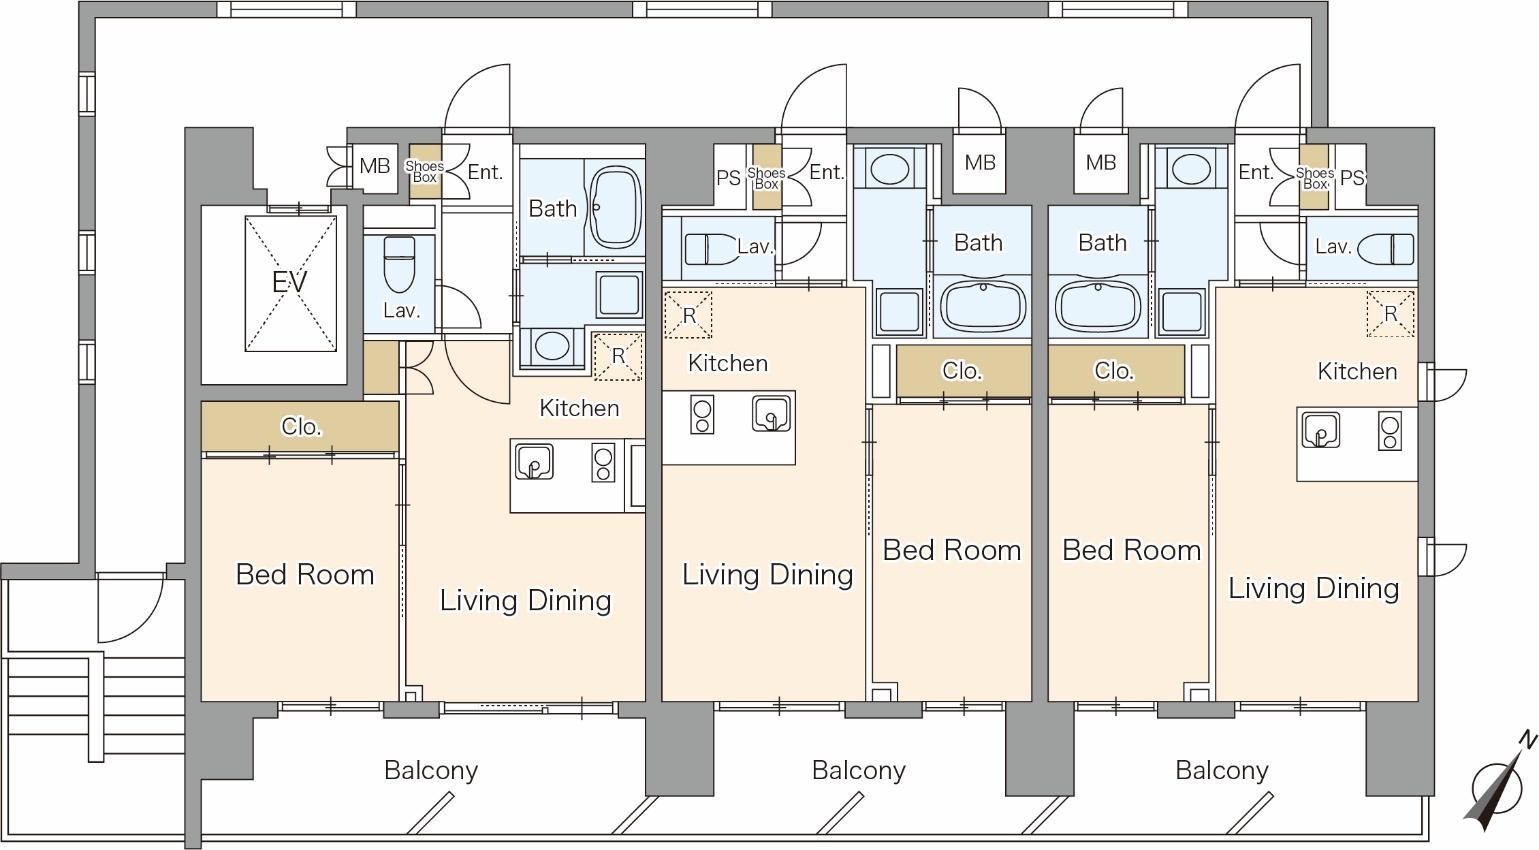 MB
Shoes
Box
Ent.
PS
Shoes
Box
Ent.
MB
MB
Ent.
Shoes
Box
PS
Bath
Lav.
Bath
Bath
Lav.
EV
Lav.
R
R
R
Kitchen
Clo.
Clo.
Kitchen
Kitchen
Clo.
Bed Room
Living Dining
Living Dining
Bed Room
Bed Room
Living Dining
Balcony
Balcony
Balcony
N